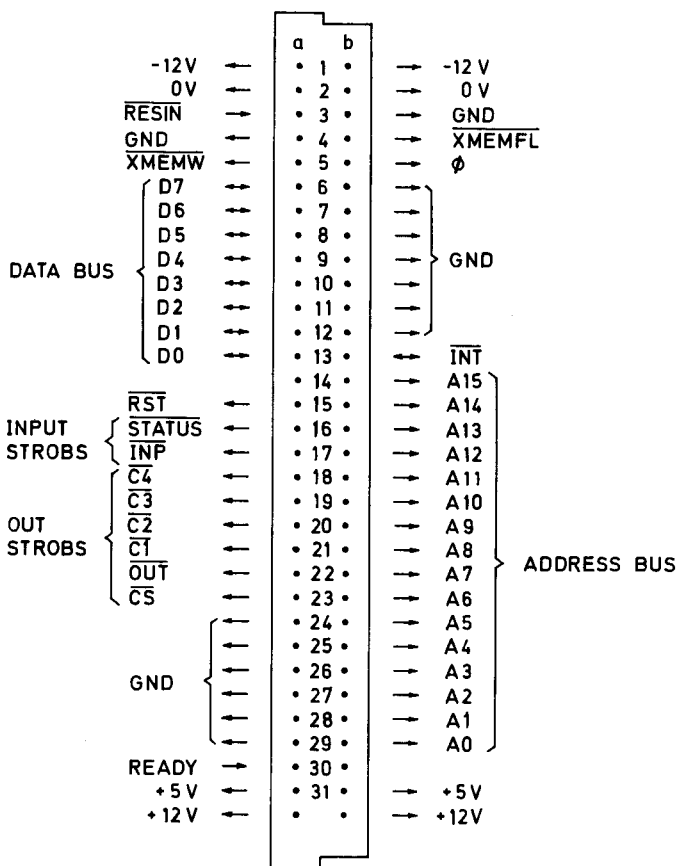 a b
-12V 1 -12 V
0V 2 0 V
RESIN 3 GND
GND 4 XMEMFL
XMEMW 5 ϕ
D7 6
D6 7
D5 8
DATA BUS D4 9 GND
D3 10
D2 11
D1 12
D0 13 INT
14 A15
RST 15 A14
INPUT STATUS 16 A13
STROBS INP 17 A12
C4 18 A11
C3 19 A10
OUT C2 20 A9
STROBS C1 21 A8
OUT 22 A7 ADDRESS BUS
CS 23 A6
24 A5
25 A4
GND 26 A3
27 A2
28 A1
29 A0
READY 30
+5V 31 +5V
+12V +12V